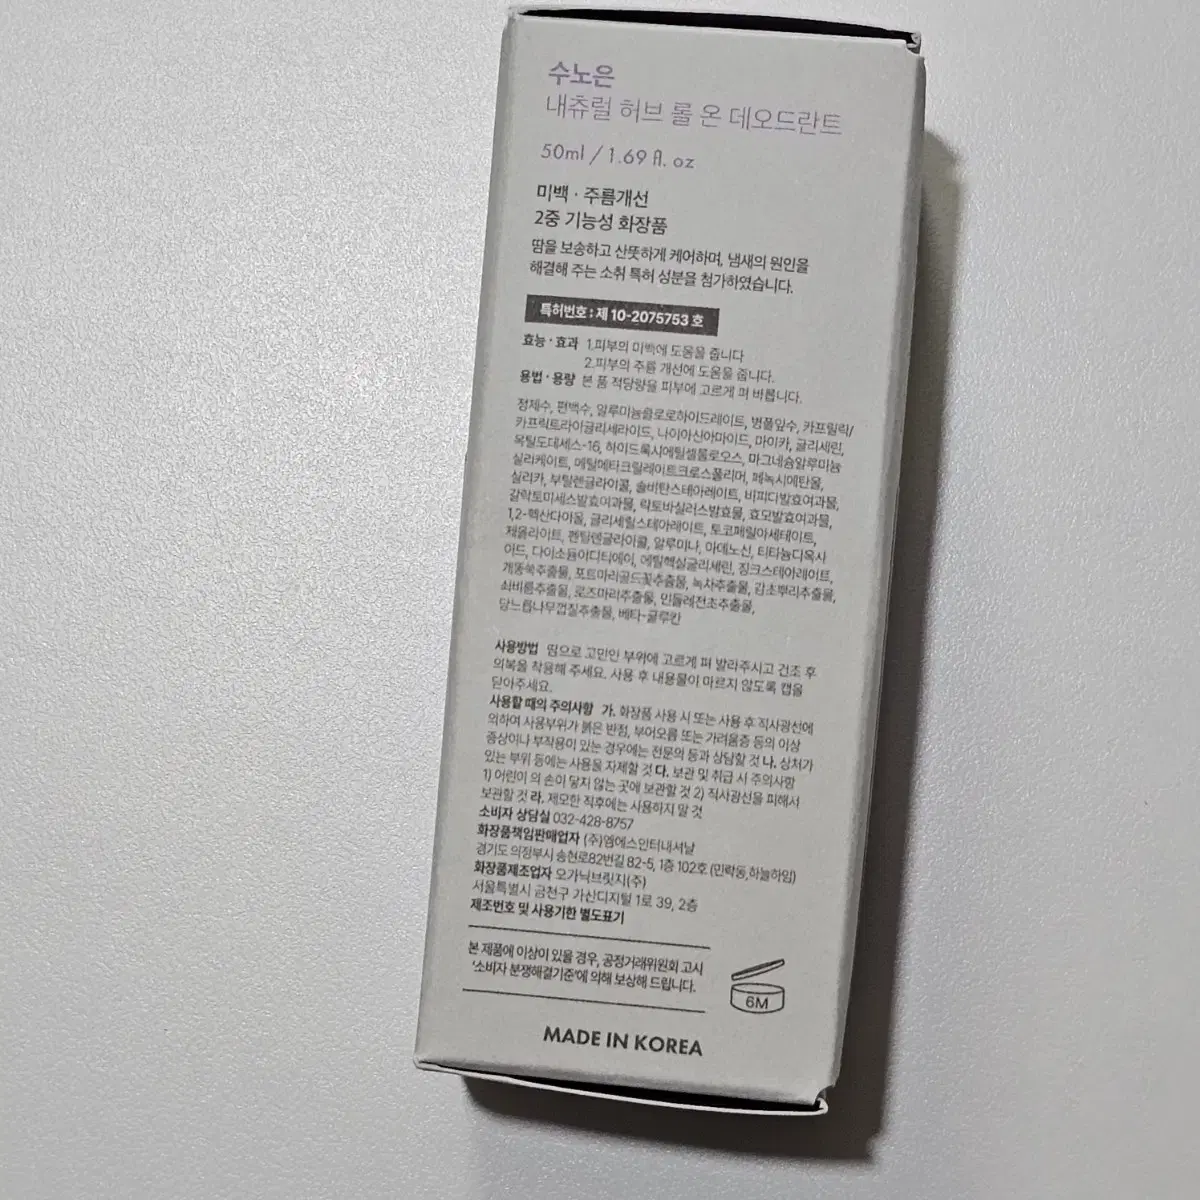 수노은
내츄럴 허브 롤 온 데오드란트
50ml / 1.69 fl. oz
미백 · 주름개선
2중 기능성 화장품
땀을 보송하고 산뜻하게 케어하며, 냄새의 원인을
해결해 주는 소취 특허 성분을 첨가하였습니다.
특허번호 : 제 10-2075753 호
효능 · 효과 1.피부의 미백에 도움을 줍니다
2.피부의 주름 개선에 도움을 줍니다.
용법 · 용량 본 품 적당량을 피부에 고르게 펴 바릅니다.
정제수, 편백수, 알루미늄클로로하이드레이트, 병풀잎수, 카프릴릭/
카프릭트라이글리세라이드, 나이아신아마이드, 마이카, 글리세린,
옥틸도데세스-16, 하이드록시에틸셀룰로오스, 마그네슘알루미늄
실리케이트, 메틸메타크릴레이트크로스폴리머, 페녹시에탄올,
실리카, 부틸렌글라이콜, 솔비탄스테아레이트, 비피다발효여과물,
갈락토미세스발효여과물, 락토바실러스발효물, 효모발효여과물,
1,2-헥산다이올, 글리세릴스테아레이트, 토코페릴아세테이트,
제올라이트, 펜틸렌글라이콜, 알루미나, 아데노신, 티타늄디옥사
이드, 다이소듐이디티에이, 에틸헥실글리세린, 징크스테아레이트,
개똥쑥추출물, 포트마리골드꽃추출물, 녹차추출물, 감초뿌리추출물,
쇠비름추출물, 로즈마리추출물, 민들레전초추출물,
당느릅나무껍질추출물, 베타-글루칸
사용방법 땀으로 고민인 부위에 고르게 펴 발라주시고 건조 후
의복을 착용해 주세요. 사용 후 내용물이 마르지 않도록 캡을
닫아주세요.
사용할 때의 주의사항 가. 화장품 사용 시 또는 사용 후 직사광선에
의하여 사용부위가 붉은 반점, 부어오름 또는 가려움증 등의 이상
증상이나 부작용이 있는 경우에는 전문의 등과 상담할 것 나. 상처가
있는 부위 등에는 사용을 자제할 것 다. 보관 및 취급 시 주의사항
1) 어린이 의 손이 닿지 않는 곳에 보관할 것 2) 직사광선을 피해서
보관할 것 라. 제모한 직후에는 사용하지 말 것
소비자 상담실 032-428-8757
화장품책임판매업자 (주)엠에스인터내셔날
경기도 의정부시 송현로82번길 82-5, 1층 102호 (민락동,하늘하임)
화장품제조업자 오가닉브릿지(주)
서울특별시 금천구 가산디지털 1로 39, 2층
제조번호 및 사용기한 별도표기
본 제품에 이상이 있을 경우, 공정거래위원회 고시
‘소비자 분쟁해결기준’에 의해 보상해 드립니다.
6M
MADE IN KOREA